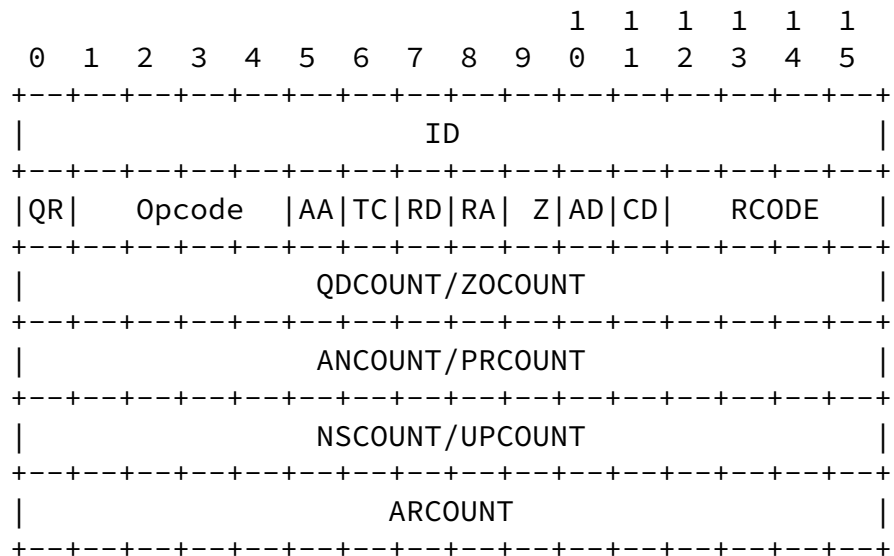 1  1  1  1  1  1
  0  1  2  3  4  5  6  7  8  9  0  1  2  3  4  5
+--+--+--+--+--+--+--+--+--+--+--+--+--+--+--+--+
|                      ID                       |
+--+--+--+--+--+--+--+--+--+--+--+--+--+--+--+--+
|QR|   Opcode  |AA|TC|RD|RA| Z|AD|CD|   RCODE   |
+--+--+--+--+--+--+--+--+--+--+--+--+--+--+--+--+
|                QDCOUNT/ZOCOUNT                |
+--+--+--+--+--+--+--+--+--+--+--+--+--+--+--+--+
|                ANCOUNT/PRCOUNT                |
+--+--+--+--+--+--+--+--+--+--+--+--+--+--+--+--+
|                NSCOUNT/UPCOUNT                |
+--+--+--+--+--+--+--+--+--+--+--+--+--+--+--+--+
|                    ARCOUNT                    |
+--+--+--+--+--+--+--+--+--+--+--+--+--+--+--+--+